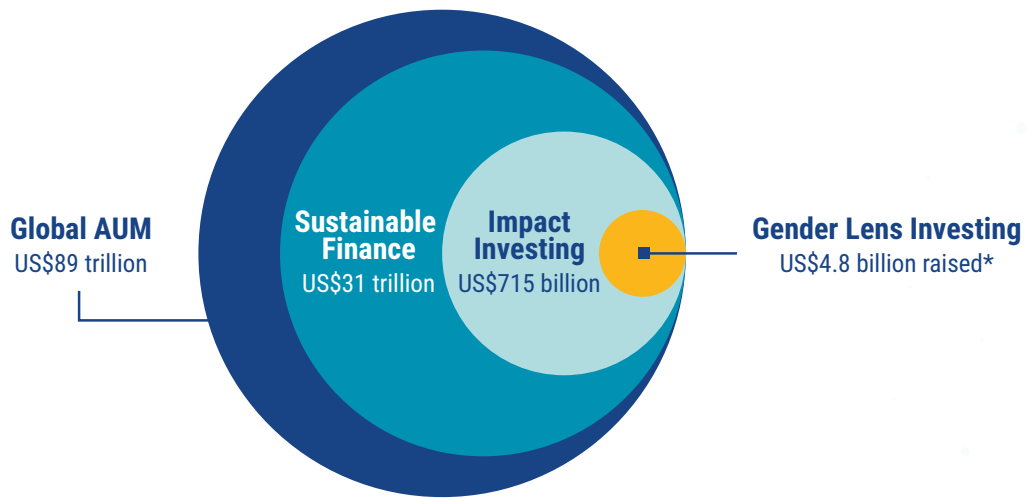 Global AUM
US$89 trillion
Sustainable
Finance
US$31 trillion
Impact
Investing
US$715 billion
Gender Lens Investing
US$4.8 billion raised*